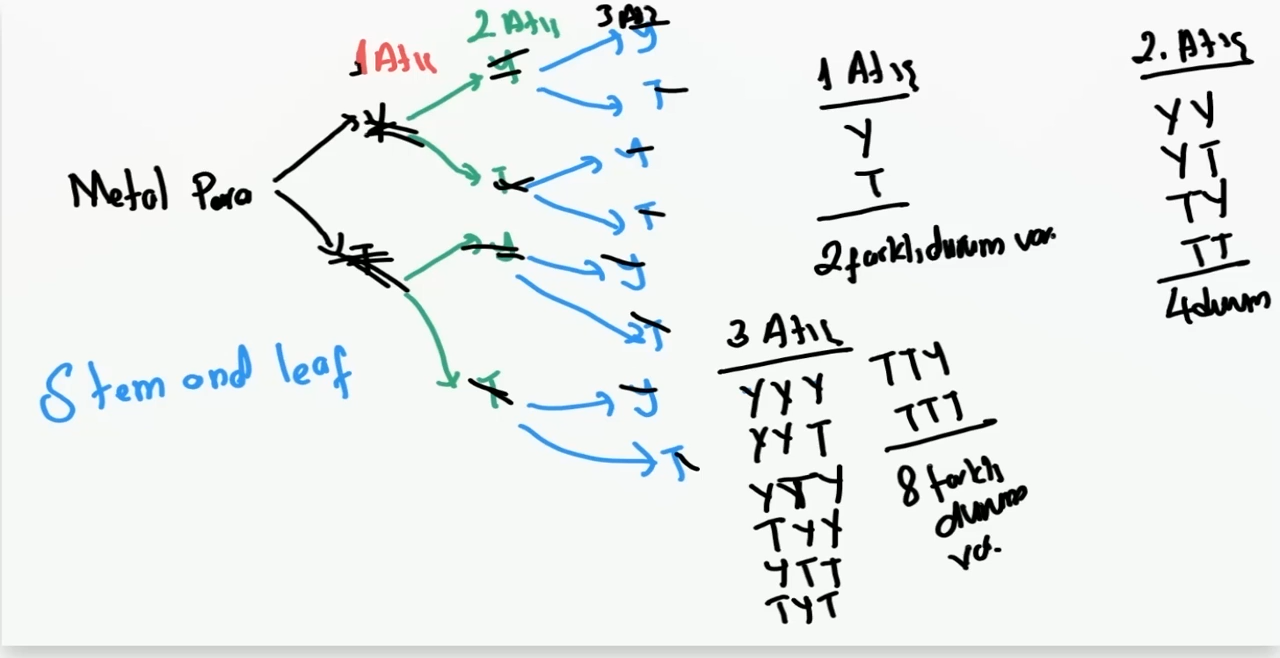 1 Atış
2 Atış
3 Atış
Metal Para
Y
T
Y
T
Y
T
Y
T
Y
T
Y
T
Y
T
Stem and leaf
1 Atış
Y
T
2 farklı durum var.
2. Atış
YY
YT
TY
TT
4 durum
3 Atış
YYY
YYT
YTY
TYY
YTT
TYT
TTY
TTT
8 farklı
durum
var.